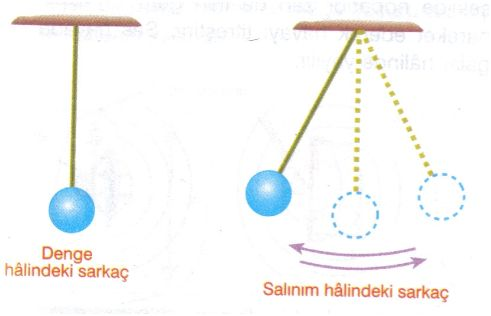 Denge
hâlindeki sarkaç
Salınım hâlindeki sarkaç